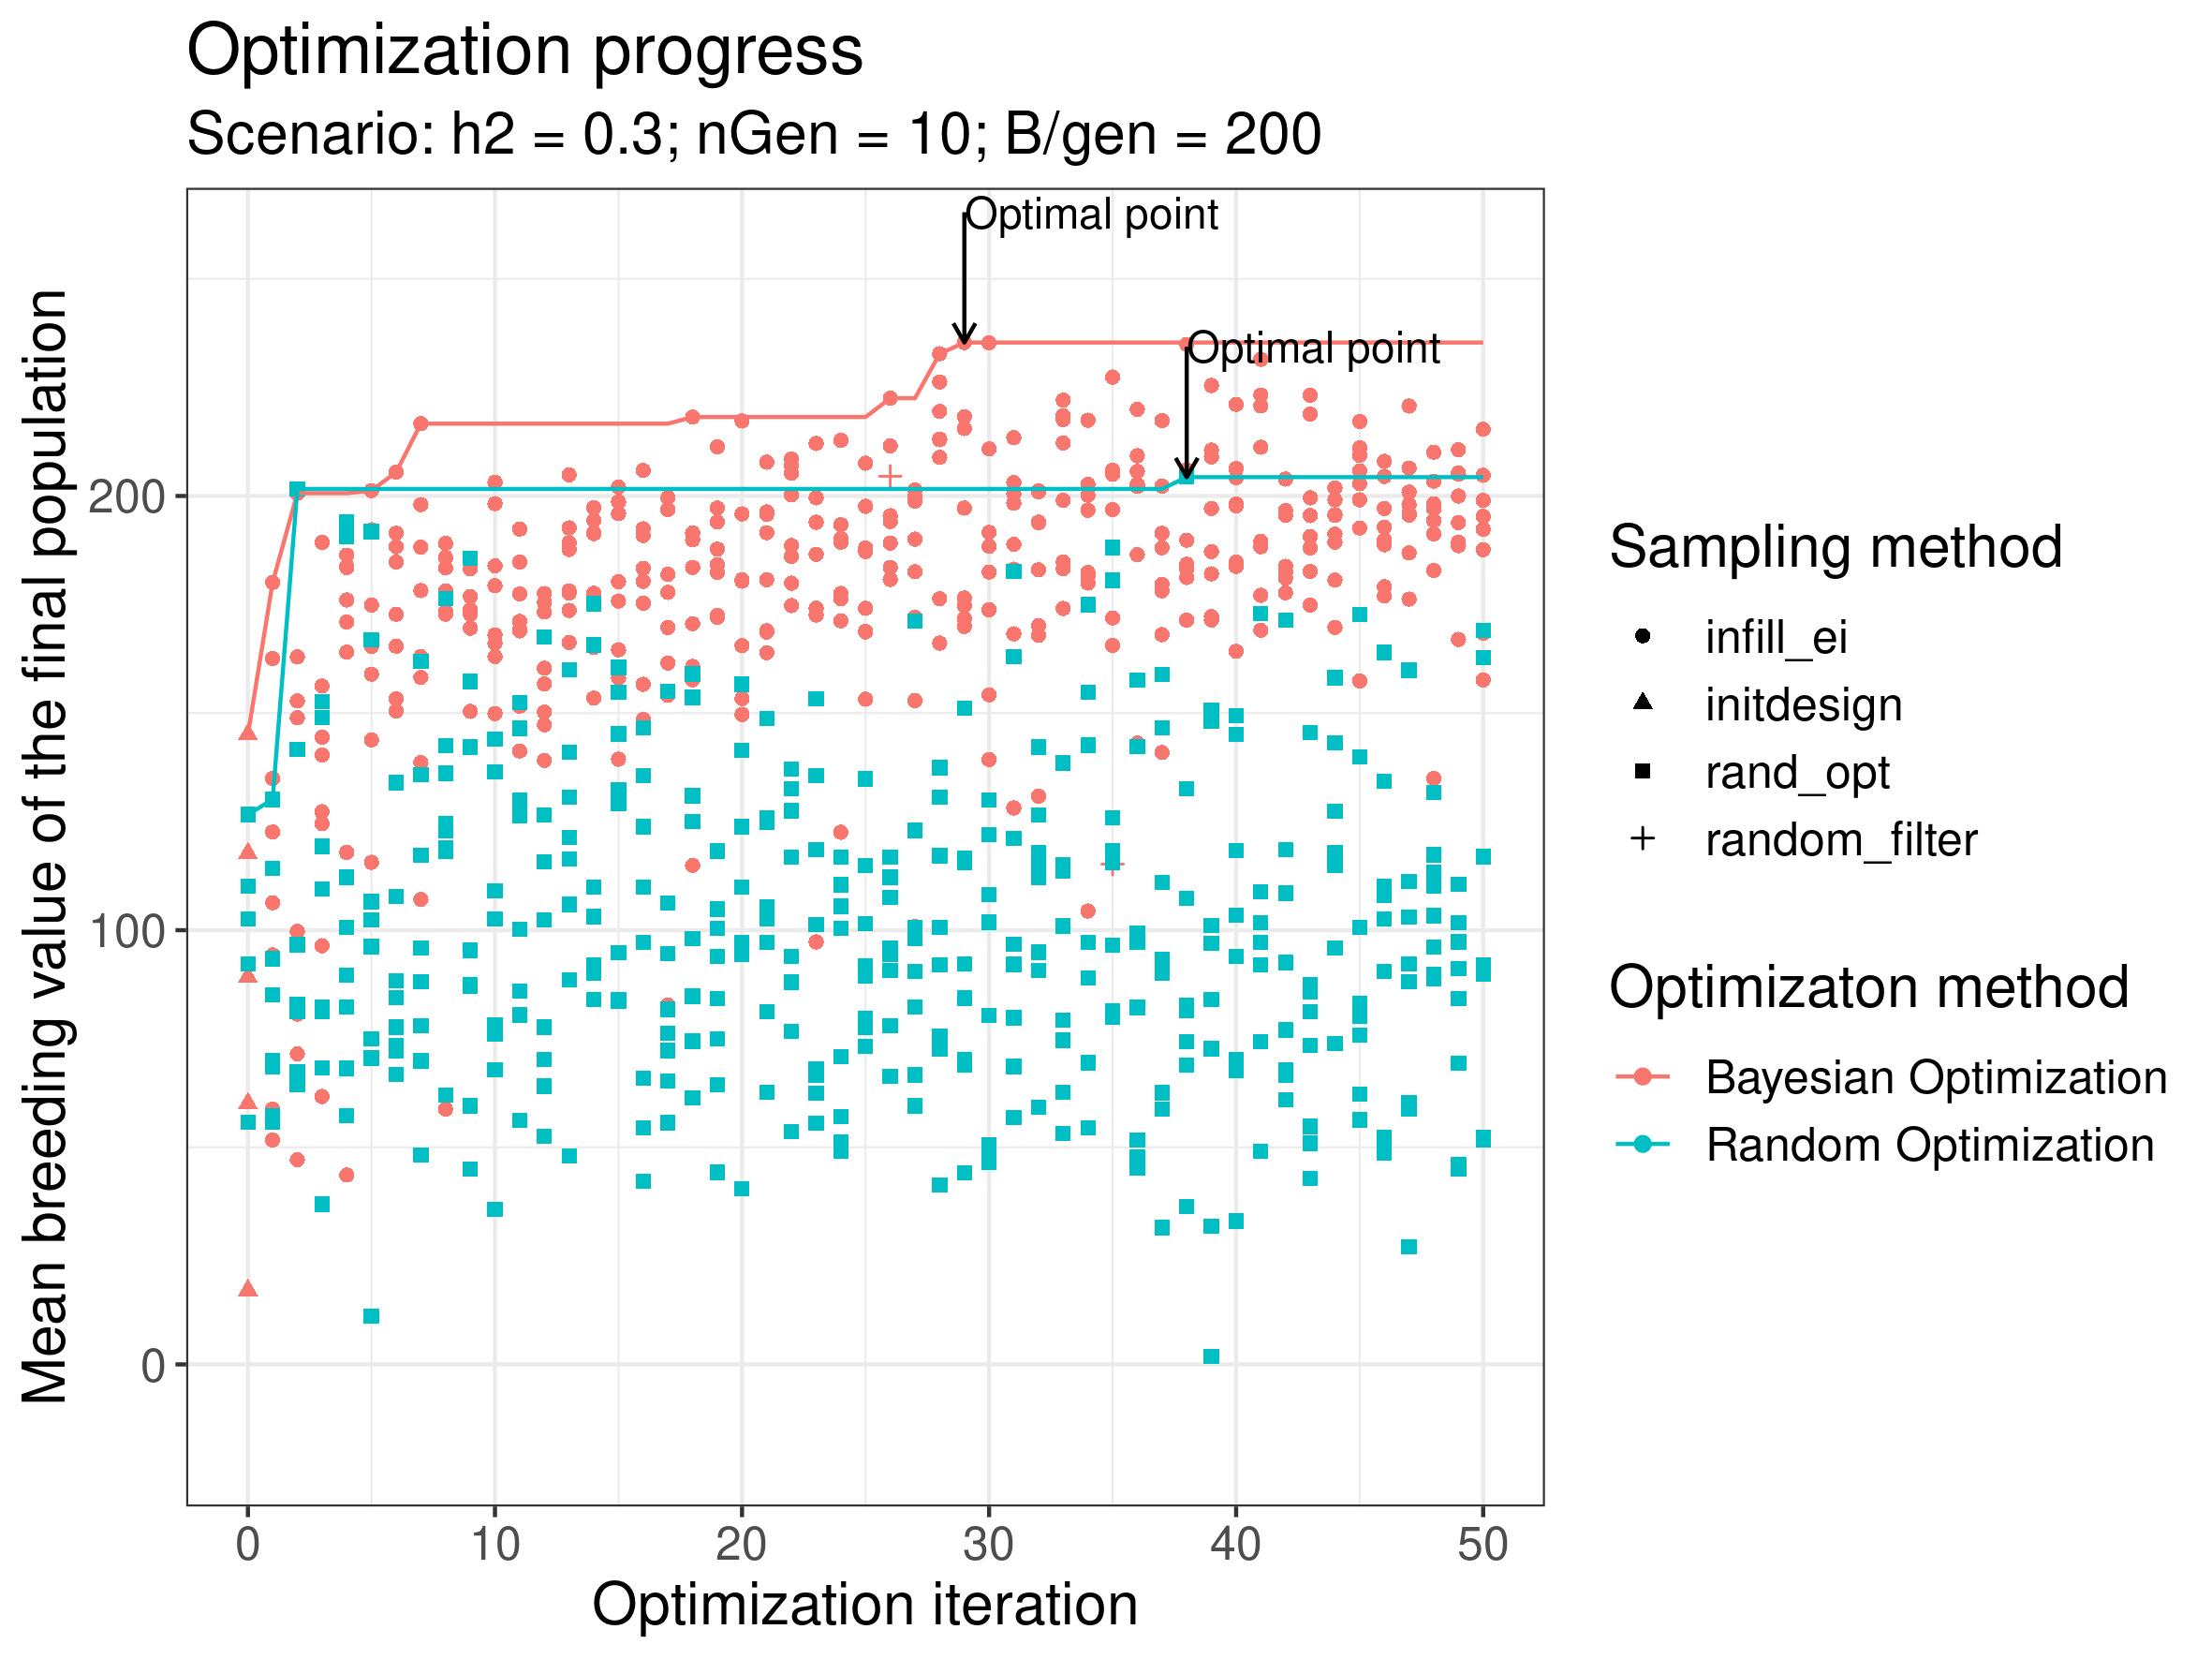 Optimization progress
Scenario: h2 = 0.3; nGen = 10; B/gen = 200
Mean breeding value of the final population
200
100
0
Optimal point
Optimal point
0 10 20 30 40 50
Optimization iteration
Sampling method
infill_ei
initdesign
rand_opt
random_filter
Optimizaton method
Bayesian Optimization
Random Optimization